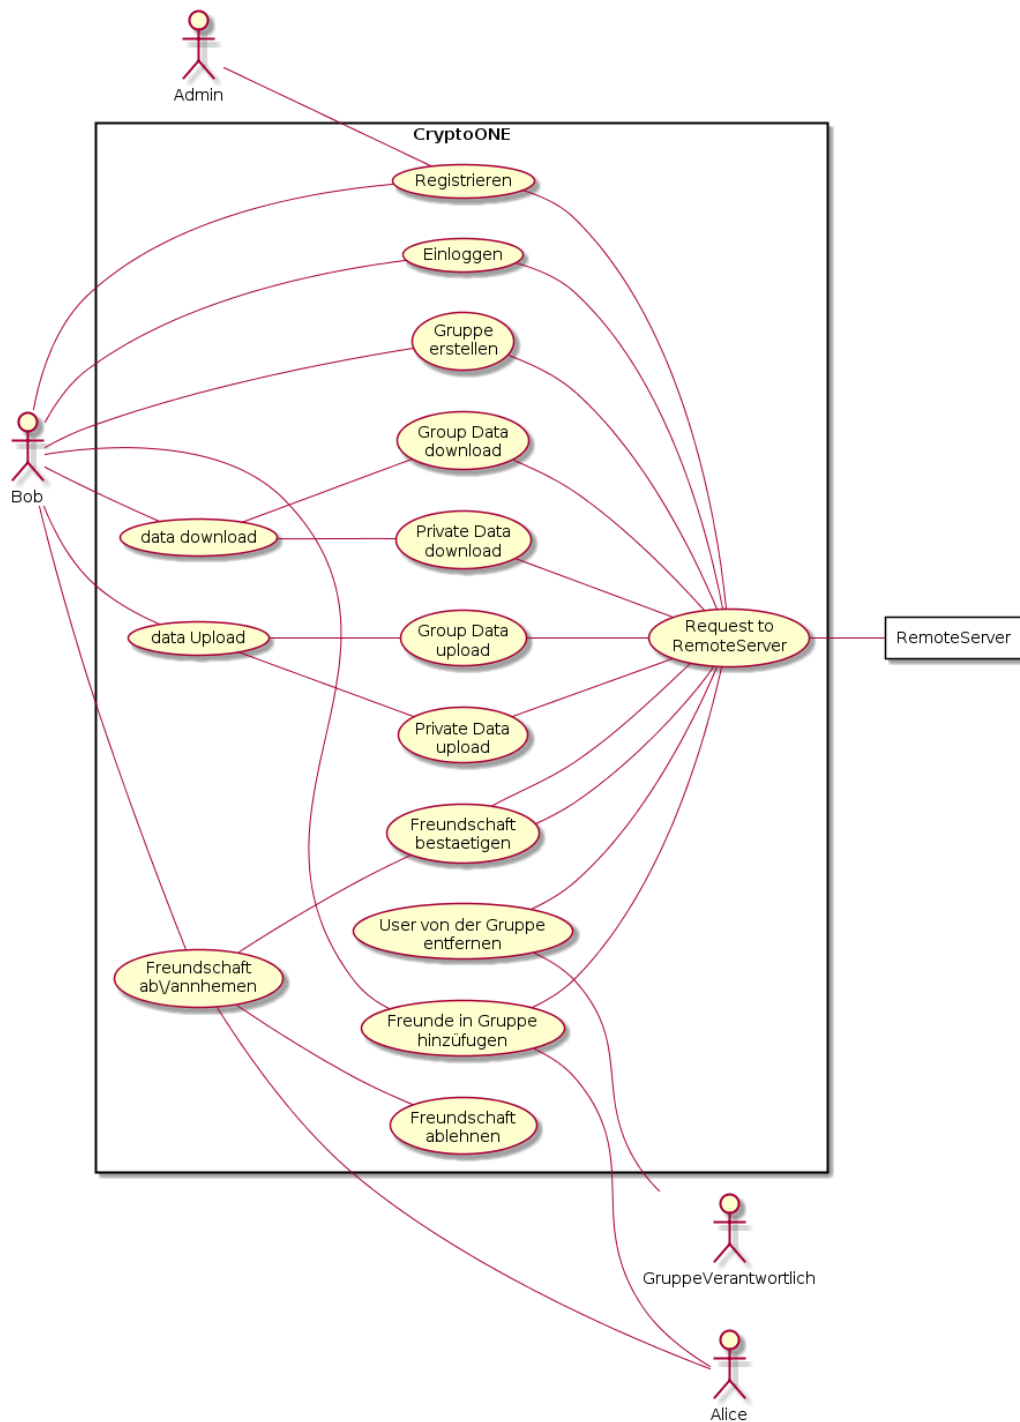 Admin
CryptoONE
Registrieren
Einloggen
Gruppe
erstellen
Group Data
download
Bob
data download
Private Data
download
data Upload
Group Data
upload
Request to
RemoteServer
RemoteServer
Private Data
upload
Freundschaft
bestaetigen
User von der Gruppe
entfernen
Freundschaft
ab\/annhemen
Freunde in Gruppe
hinzüfugen
Freundschaft
ablehnen
GruppeVerantwortlich
Alice